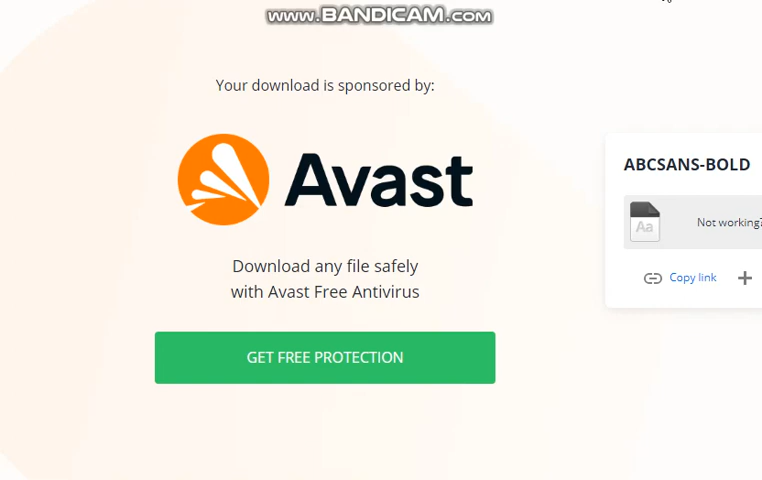 www.BANDICAM.com
Your download is sponsored by:
Avast
Download any file safely
with Avast Free Antivirus
GET FREE PROTECTION
ABCSANS-BOLD
Aa
Not working?
Copy link